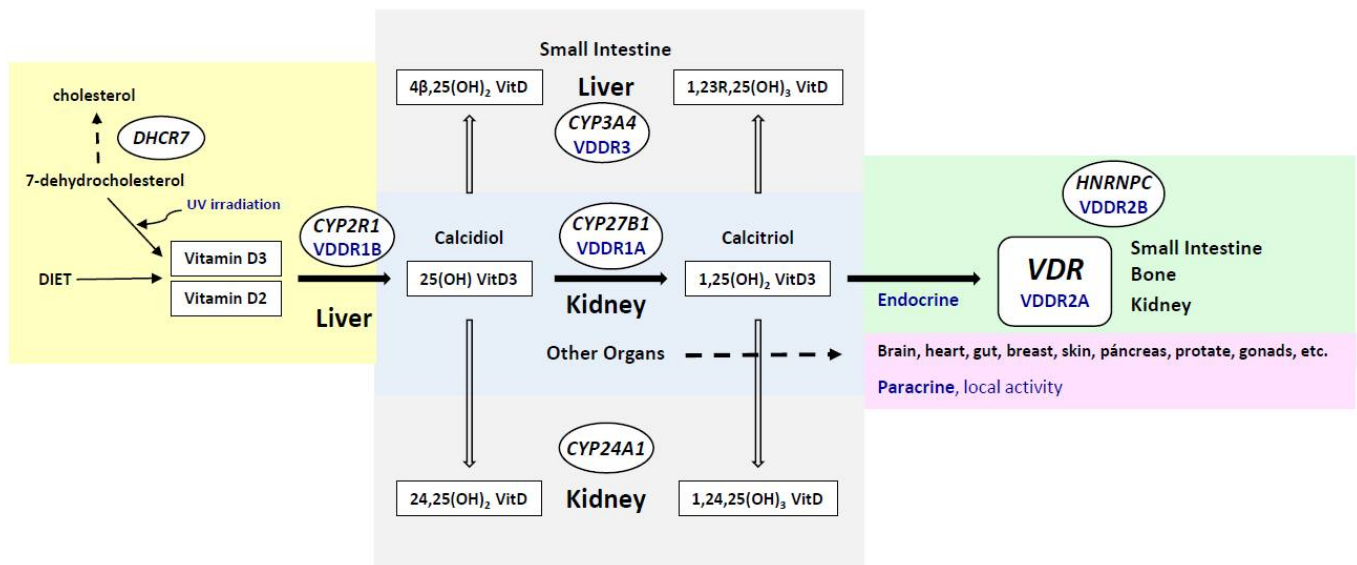 cholesterol
DHCR7
7-dehydrocholesterol
UV irradiation
DIET
Vitamin D3
Vitamin D2
CYP2R1
VDDR1B
Liver
Small Intestine
Liver
CYP3A4
VDDR3
4β,25(OH)₂ VitD
1,23R,25(OH)₃ VitD
Calcidiol
25(OH) VitD3
CYP27B1
VDDR1A
Kidney
Calcitriol
1,25(OH)₂ VitD3
Other Organs
CYP24A1
Kidney
24,25(OH)₂ VitD
1,24,25(OH)₃ VitD
Endocrine
HNRNPC
VDDR2B
VDR
VDDR2A
Small Intestine
Bone
Kidney
Brain, heart, gut, breast, skin, páncreas, protate, gonads, etc.
Paracrine, local activity